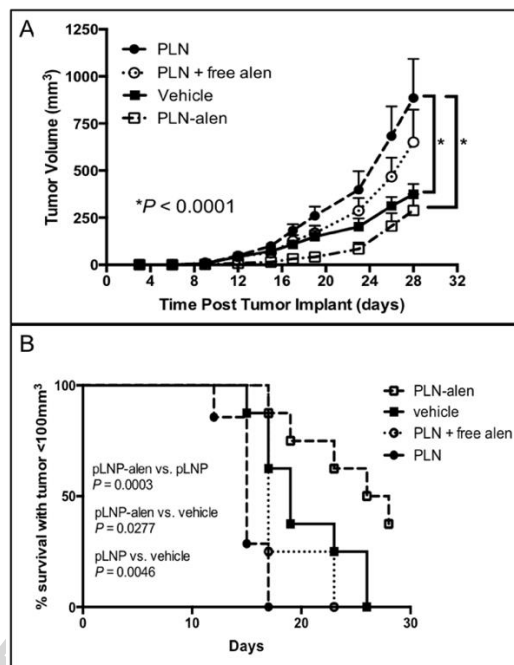 A
PLN
PLN + free alen
Vehicle
PLN-alen
1250
1000
750
500
250
0
Tumor Volume (mm³)
*P < 0.0001
*
*
0 4 8 12 16 20 24 28 32
Time Post Tumor Implant (days)
B
100
50
0
% survival with tumor <100mm³
PLN-alen
vehicle
PLN + free alen
PLN
pLNP-alen vs. pLNP
P = 0.0003
pLNP-alen vs. vehicle
P = 0.0277
pLNP vs. vehicle
P = 0.0046
0 10 20 30
Days